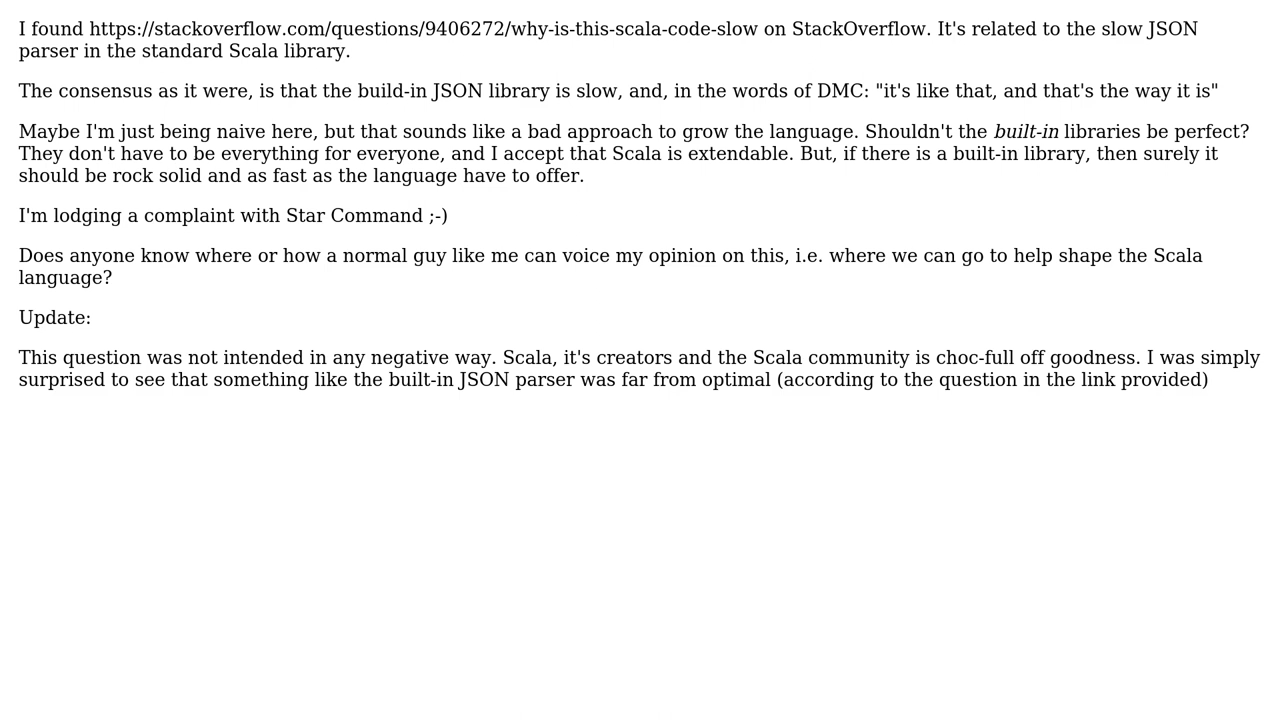 I found https://stackoverflow.com/questions/9406272/why-is-this-scala-code-slow on StackOverflow. It's related to the slow JSON
parser in the standard Scala library.
The consensus as it were, is that the build-in JSON library is slow, and, in the words of DMC: "it's like that, and that's the way it is"
Maybe I'm just being naive here, but that sounds like a bad approach to grow the language. Shouldn't the built-in libraries be perfect?
They don't have to be everything for everyone, and I accept that Scala is extendable. But, if there is a built-in library, then surely it
should be rock solid and as fast as the language have to offer.
I'm lodging a complaint with Star Command ;-)
Does anyone know where or how a normal guy like me can voice my opinion on this, i.e. where we can go to help shape the Scala
language?
Update:
This question was not intended in any negative way. Scala, it's creators and the Scala community is choc-full off goodness. I was simply
surprised to see that something like the built-in JSON parser was far from optimal (according to the question in the link provided)